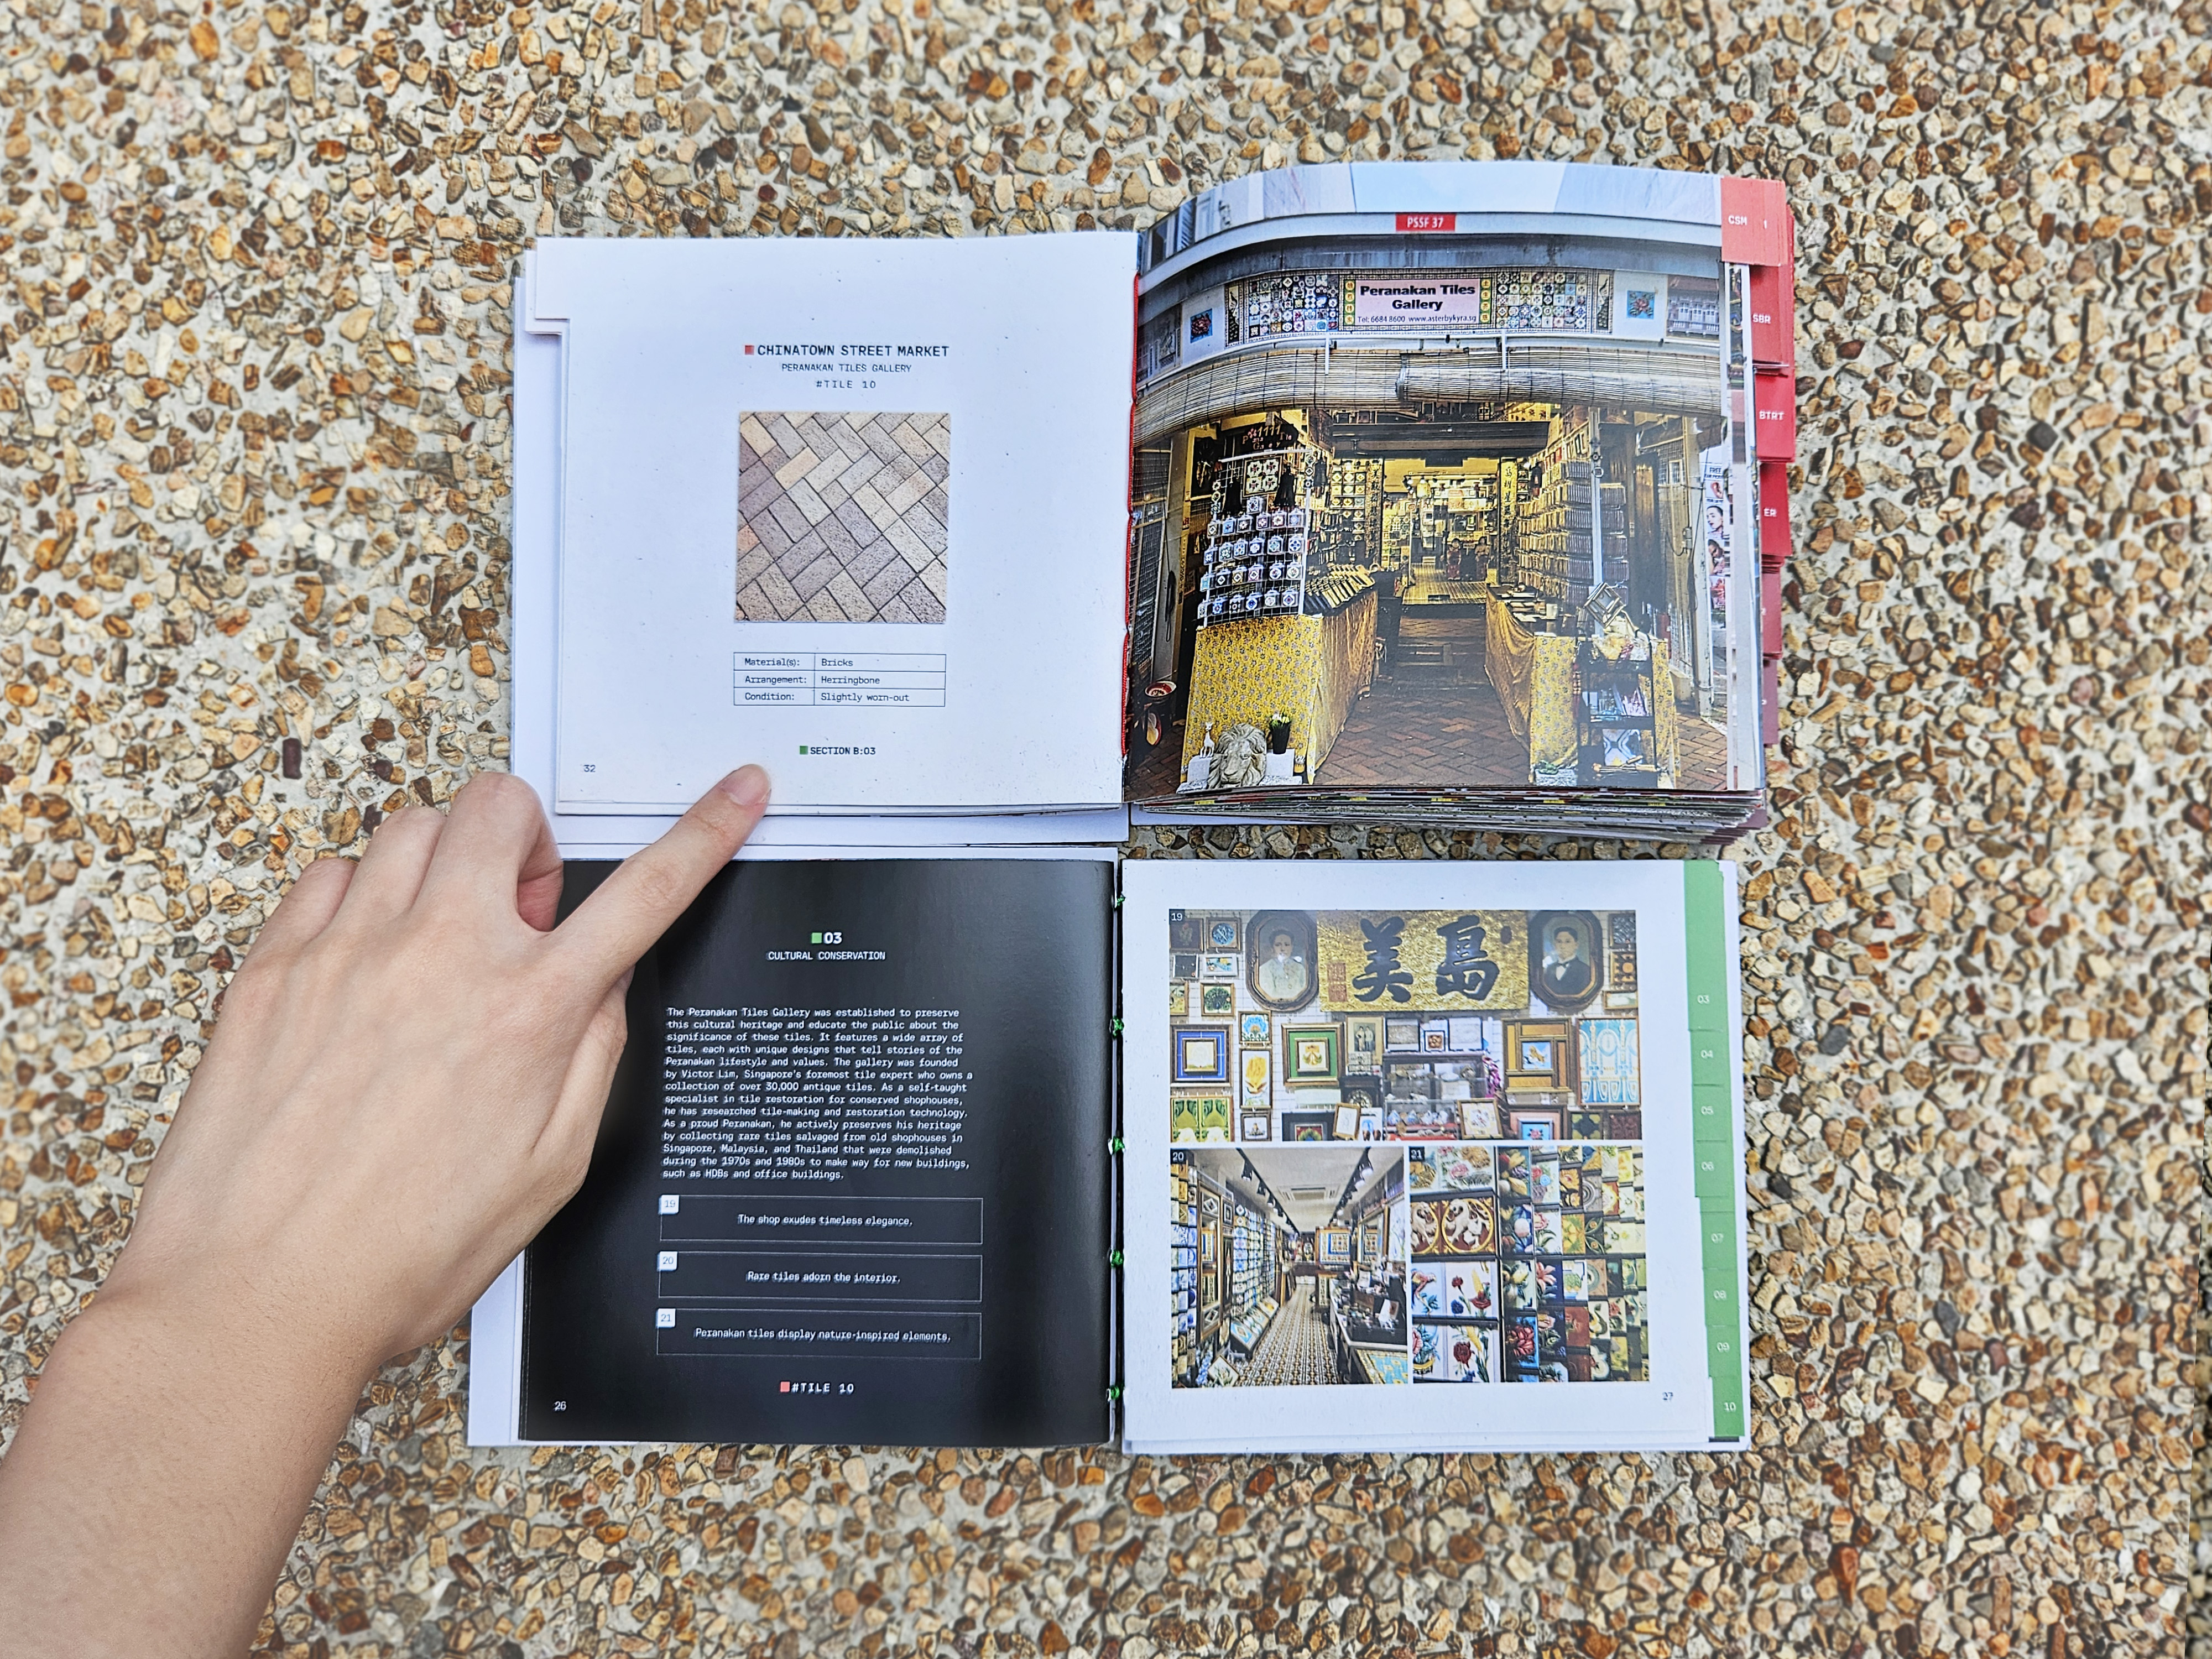 CHINATOWN STREET MARKET
PERANAKAN TILES GALLERY
#TILE 10
Material(s): Bricks
Arrangement: Herringbone
Condition: Slightly worn-out
SECTION B:03
32
PSSF 37
Peranakan Tiles
Gallery
Tel: 6684 8600 www.asterbykyra.sg
CSM 1
SBR
BTRT
ER
03
CULTURAL CONSERVATION
The Peranakan Tiles Gallery was established to preserve
this cultural heritage and educate the public about the
significance of these tiles. It features a wide array of
tiles, each with unique designs that tell stories of the
Peranakan lifestyle and values. The gallery was founded
by Victor Lim, Singapore's foremost tile expert who owns a
collection of over 30,000 antique tiles. As a self-taught
specialist in tile restoration for conserved shophouses,
he has researched tile-making and restoration technology.
As a proud Peranakan, he actively preserves his heritage
by collecting rare tiles salvaged from old shophouses in
Singapore, Malaysia, and Thailand that were demolished
during the 1970s and 1980s to make way for new buildings,
such as HDBs and office buildings.
19
The shop exudes timeless elegance.
20
Rare tiles adorn the interior.
21
Peranakan tiles display nature-inspired elements.
#TILE 10
26
19
美島
20
21
27
03
04
05
06
07
08
09
10